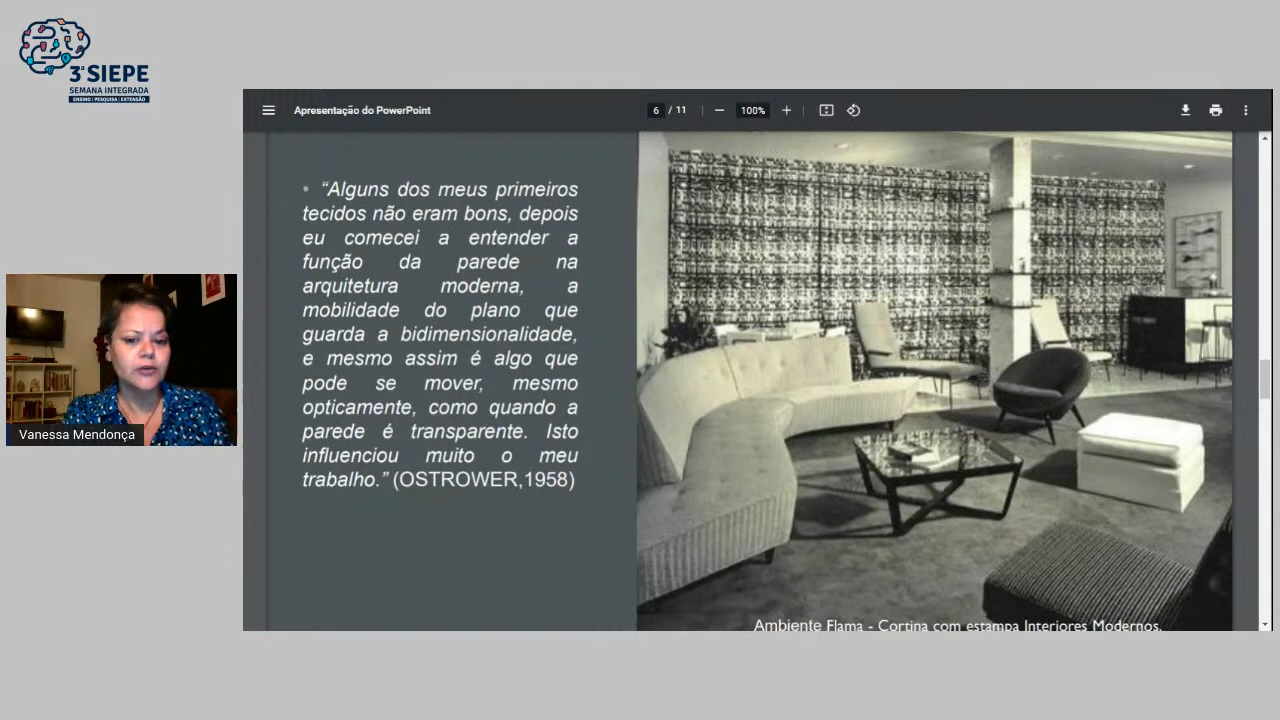 3ª SIEPE
SEMANA INTEGRADA
ENSINO | PESQUISA | EXTENSÃO
Apresentação do PowerPoint
6 / 11
100%
• “Alguns dos meus primeiros
tecidos não eram bons, depois
eu comecei a entender a
função da parede na
arquitetura moderna, a
mobilidade do plano que
guarda a bidimensionalidade,
e mesmo assim é algo que
pode se mover, mesmo
opticamente, como quando a
parede é transparente. Isto
influenciou muito o meu
trabalho.” (OSTROWER,1958)
Ambiente Flama - Cortina com estampa Interiores Modernos.
Vanessa Mendonça